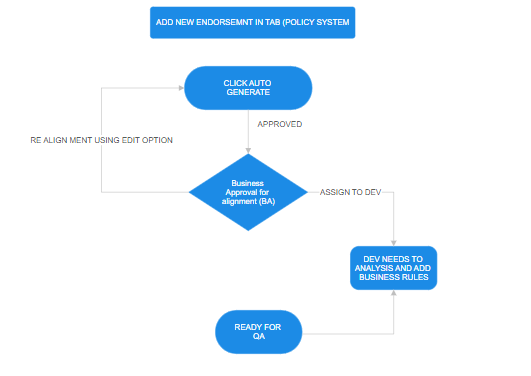 ADD NEW ENDORSEMNT IN TAB (POLICY SYSTEM
CLICK AUTO
GENERATE
APPROVED
RE ALIGN MENT USING EDIT OPTION
Business
Approval for
alignment (BA)
ASSIGN TO DEV
DEV NEEDS TO
ANALYSIS AND ADD
BUSINESS RULES
READY FOR
QA